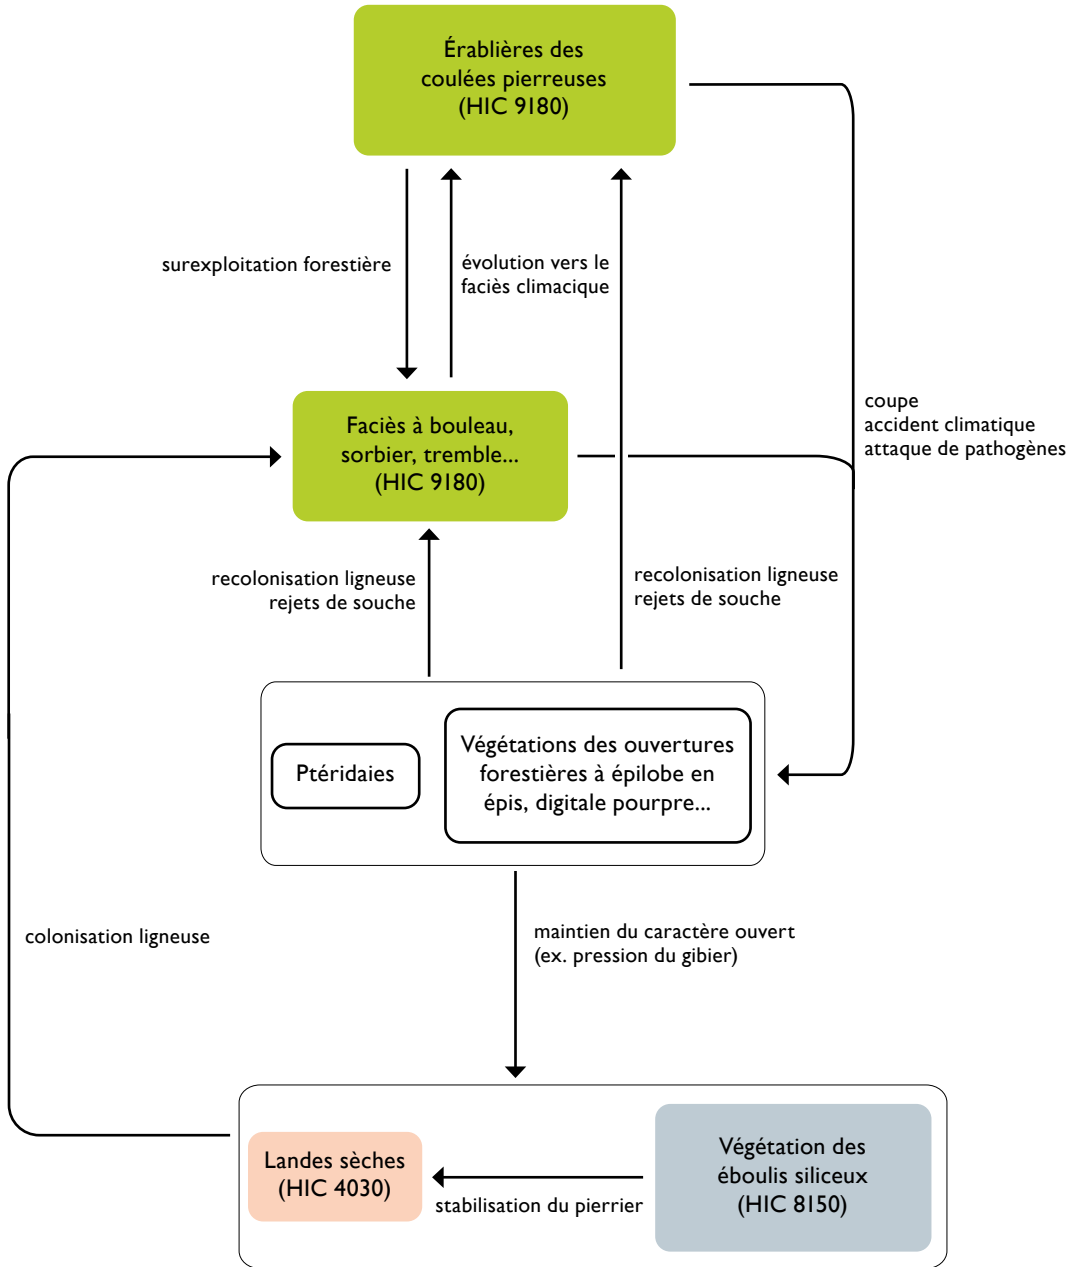 Érablières des
coulées pierreuses
(HIC 9180)
surexploitation forestière
évolution vers le
faciès climacique
coupe
accident climatique
attaque de pathogènes
Faciès à bouleau,
sorbier, tremble...
(HIC 9180)
recolonisation ligneuse
rejets de souche
recolonisation ligneuse
rejets de souche
Ptéridaies
Végétations des ouvertures
forestières à épilobe en
épis, digitale pourpre...
colonisation ligneuse
maintien du caractère ouvert
(ex. pression du gibier)
Landes sèches
(HIC 4030)
stabilisation du pierrier
Végétation des
éboulis siliceux
(HIC 8150)